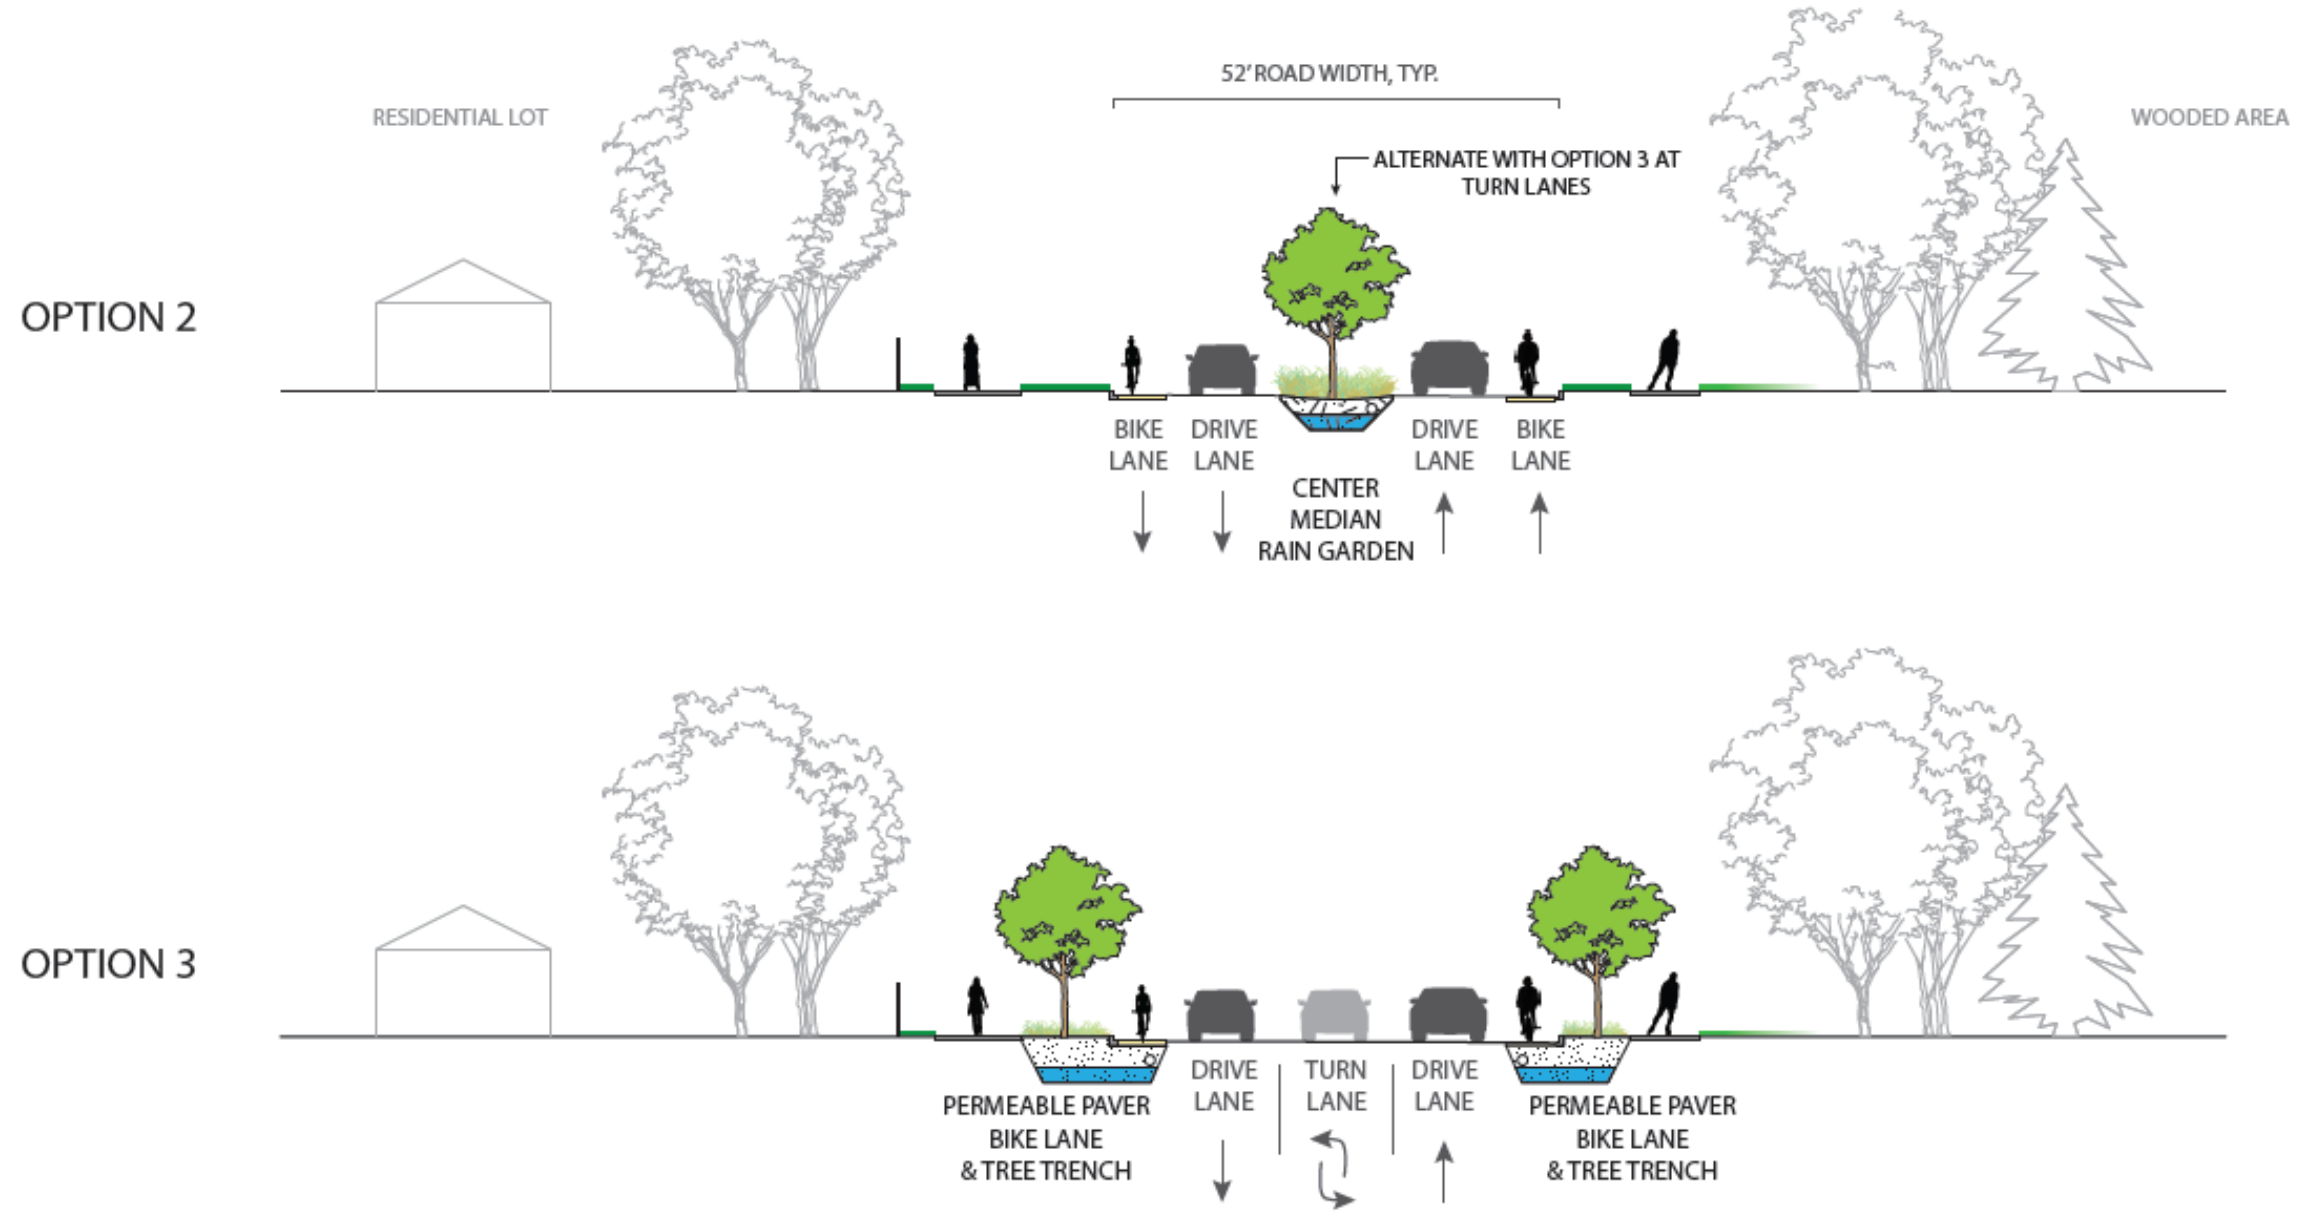 52' ROAD WIDTH, TYP.
RESIDENTIAL LOT
WOODED AREA
ALTERNATE WITH OPTION 3 AT
TURN LANES
OPTION 2
BIKE
LANE
DRIVE
LANE
DRIVE
LANE
BIKE
LANE
CENTER
MEDIAN
RAIN GARDEN
OPTION 3
DRIVE
LANE
TURN
LANE
DRIVE
LANE
PERMEABLE PAVER
BIKE LANE
& TREE TRENCH
PERMEABLE PAVER
BIKE LANE
& TREE TRENCH